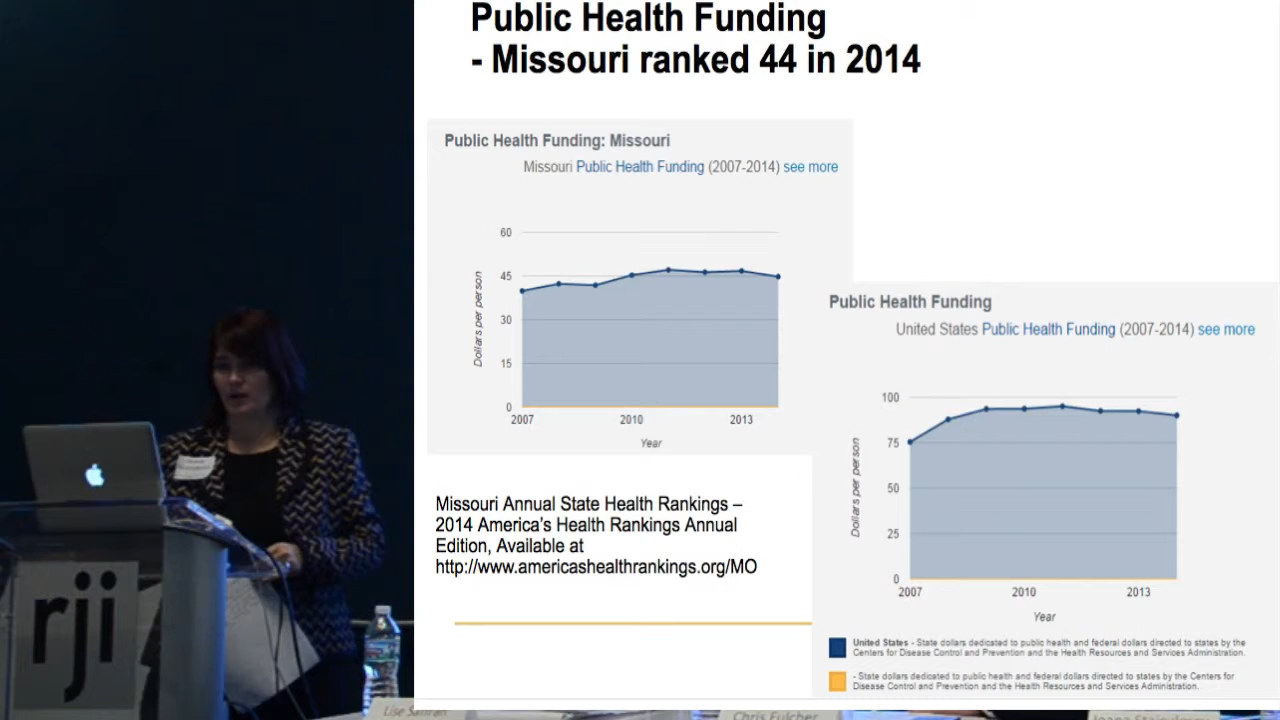 Public Health Funding
- Missouri ranked 44 in 2014
Public Health Funding: Missouri
Missouri Public Health Funding (2007-2014) see more
60
45
30
15
0
Dollars per person
2007
2010
2013
Year
Public Health Funding
United States Public Health Funding (2007-2014) see more
100
75
50
25
0
Dollars per person
2007
2010
2013
Year
United States - State dollars dedicated to public health and federal dollars directed to states by the
Centers for Disease Control and Prevention and the Health Resources and Services Administration.
- State dollars dedicated to public health and federal dollars directed to states by the Centers for
Disease Control and Prevention and the Health Resources and Services Administration.
Missouri Annual State Health Rankings –
2014 America's Health Rankings Annual
Edition, Available at
http://www.americashealthrankings.org/MO
rji
Lise Saffran
Chris Fulcher